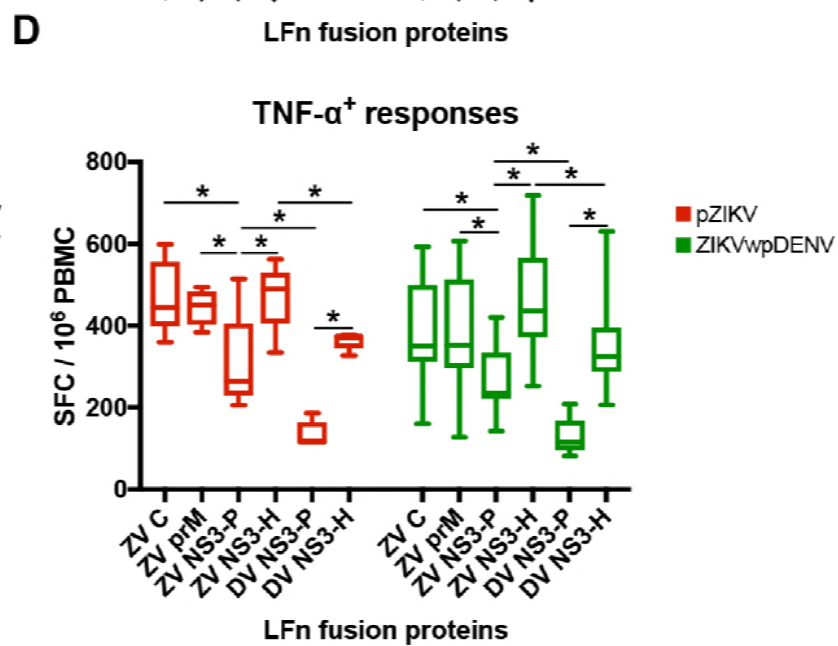 D
LFn fusion proteins
TNF-α+ responses
* * * * * *
* * * * * *
SFC / 10⁶ PBMC
800
600
400
200
0
pZIKV
ZIKVwpDENV
ZV C
ZV prM
ZV NS3-P
ZV NS3-H
DV NS3-P
DV NS3-H
ZV C
ZV prM
ZV NS3-P
ZV NS3-H
DV NS3-P
DV NS3-H
LFn fusion proteins